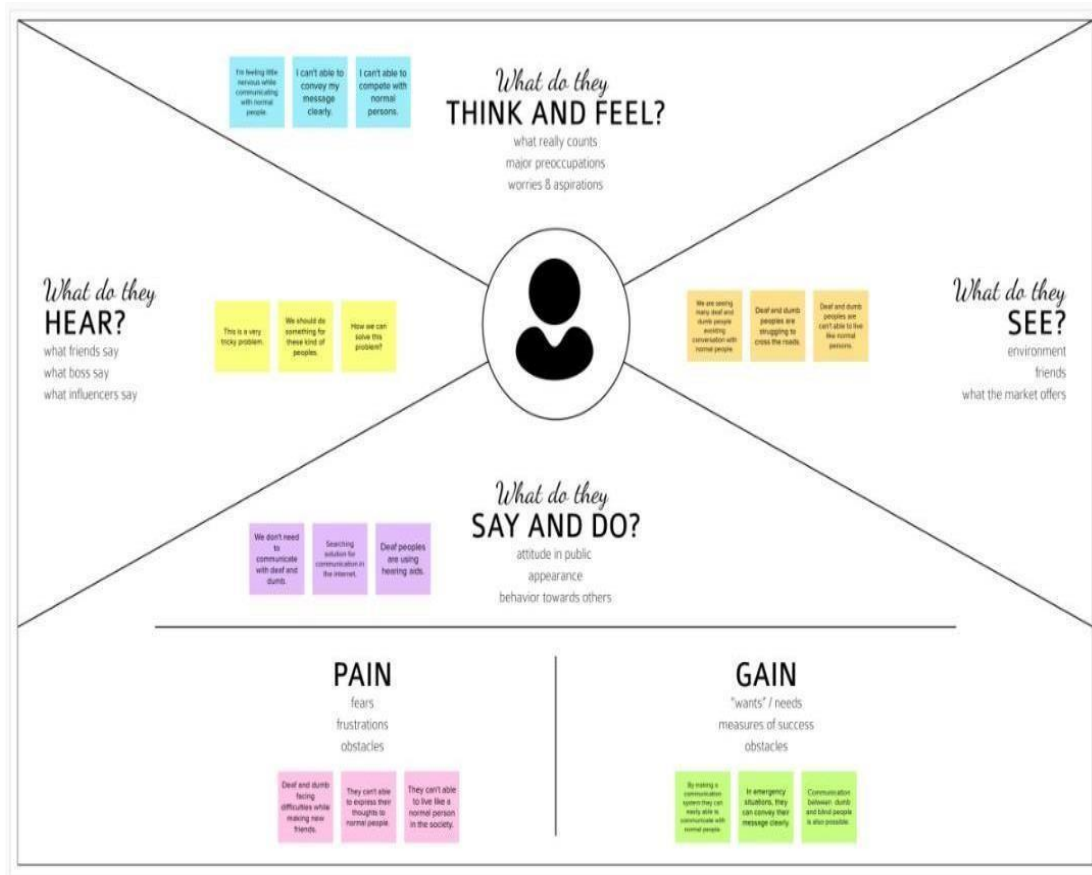 I'm feeling little
nervous while
communicating
with normal
people.
I can't able to
convey my
message
clearly.
I can't able to
compete with
normal
persons.
What do they
THINK AND FEEL?
what really counts
major preoccupations
worries & aspirations
What do they
HEAR?
what friends say
what boss say
what influencers say
This is a very
tricky problem.
We should do
something for
these kind of
peoples.
How we can
solve this
problem?
We are seeing
many deaf and
dumb people
avoiding
conversation with
normal people.
Deaf and dumb
peoples are
struggling to
cross the roads.
Deaf and dumb
peoples are
can't able to live
like normal
persons.
What do they
SEE?
environment
friends
what the market offers
What do they
SAY AND DO?
attitude in public
appearance
behavior towards others
We don't need
to
communicate
with deaf and
dumb.
Searching
solution for
communication in
the internet.
Deaf peoples
are using
hearing aids.
PAIN
fears
frustrations
obstacles
Deaf and dumb
facing
difficulties while
making new
friends.
They can't able
to express their
thoughts to
normal people.
They can't able
to live like a
normal person
in the society.
GAIN
"wants" / needs
measures of success
obstacles
By making a
communication
system they can
easily able to
communicate with
normal people.
In emergency
situations, they
can convey their
message clearly.
Communication
between dumb
and blind people
is also possible.